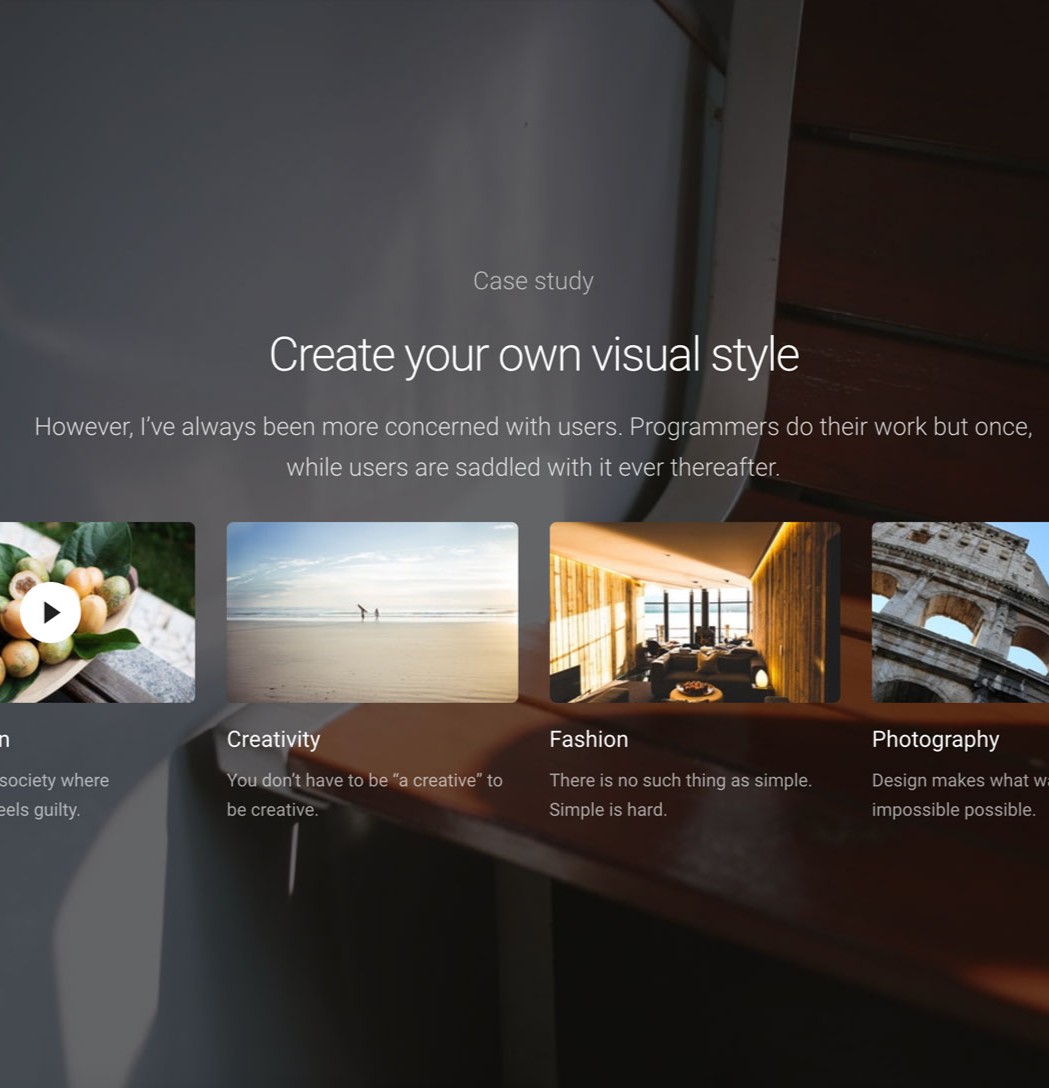 Case study
Create your own visual style
However, I’ve always been more concerned with users. Programmers do their work but once,
while users are saddled with it ever thereafter.
n
society where
eels guilty.
Creativity
You don’t have to be “a creative” to
be creative.
Fashion
There is no such thing as simple.
Simple is hard.
Photography
Design makes what wa
impossible possible.